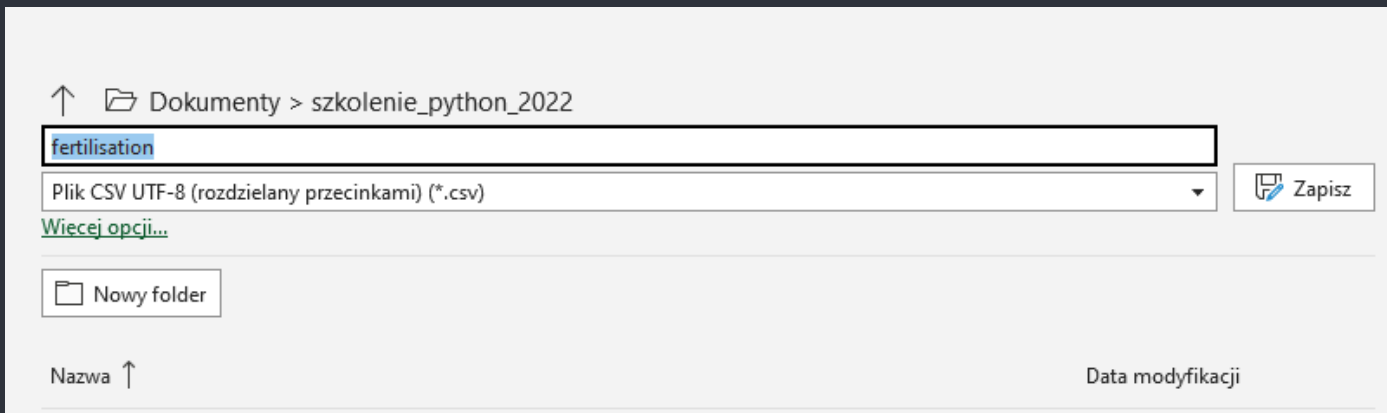 Dokumenty > szkolenie_python_2022
fertilisation
Plik CSV UTF-8 (rozdzielany przecinkami) (*.csv)
Zapisz
Więcej opcji...
Nowy folder
Nazwa ↑ Data modyfikacji